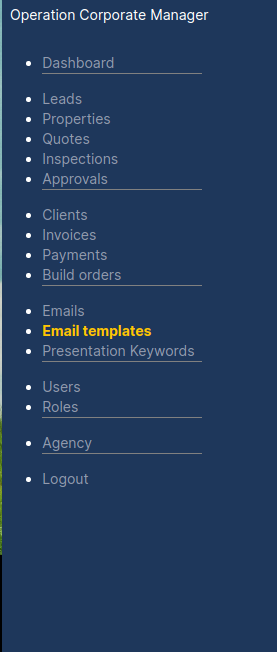 Operation Corporate Manager
Dashboard
Leads
Properties
Quotes
Inspections
Approvals
Clients
Invoices
Payments
Build orders
Emails
Email templates
Presentation Keywords
Users
Roles
Agency
Logout